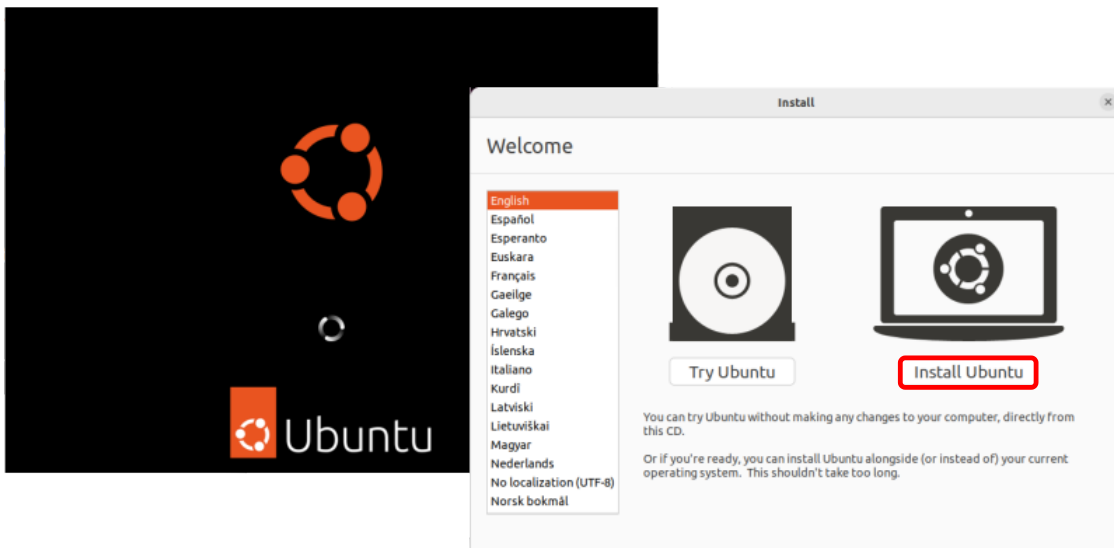 Ubuntu
Install
Welcome
English
Español
Esperanto
Euskara
Français
Gaeilge
Galego
Hrvatski
Íslenska
Italiano
Kurdî
Latviski
Lietuviškai
Magyar
Nederlands
No localization (UTF-8)
Norsk bokmål
Try Ubuntu
Install Ubuntu
You can try Ubuntu without making any changes to your computer, directly from
this CD.
Or if you're ready, you can install Ubuntu alongside (or instead of) your current
operating system. This shouldn't take too long.